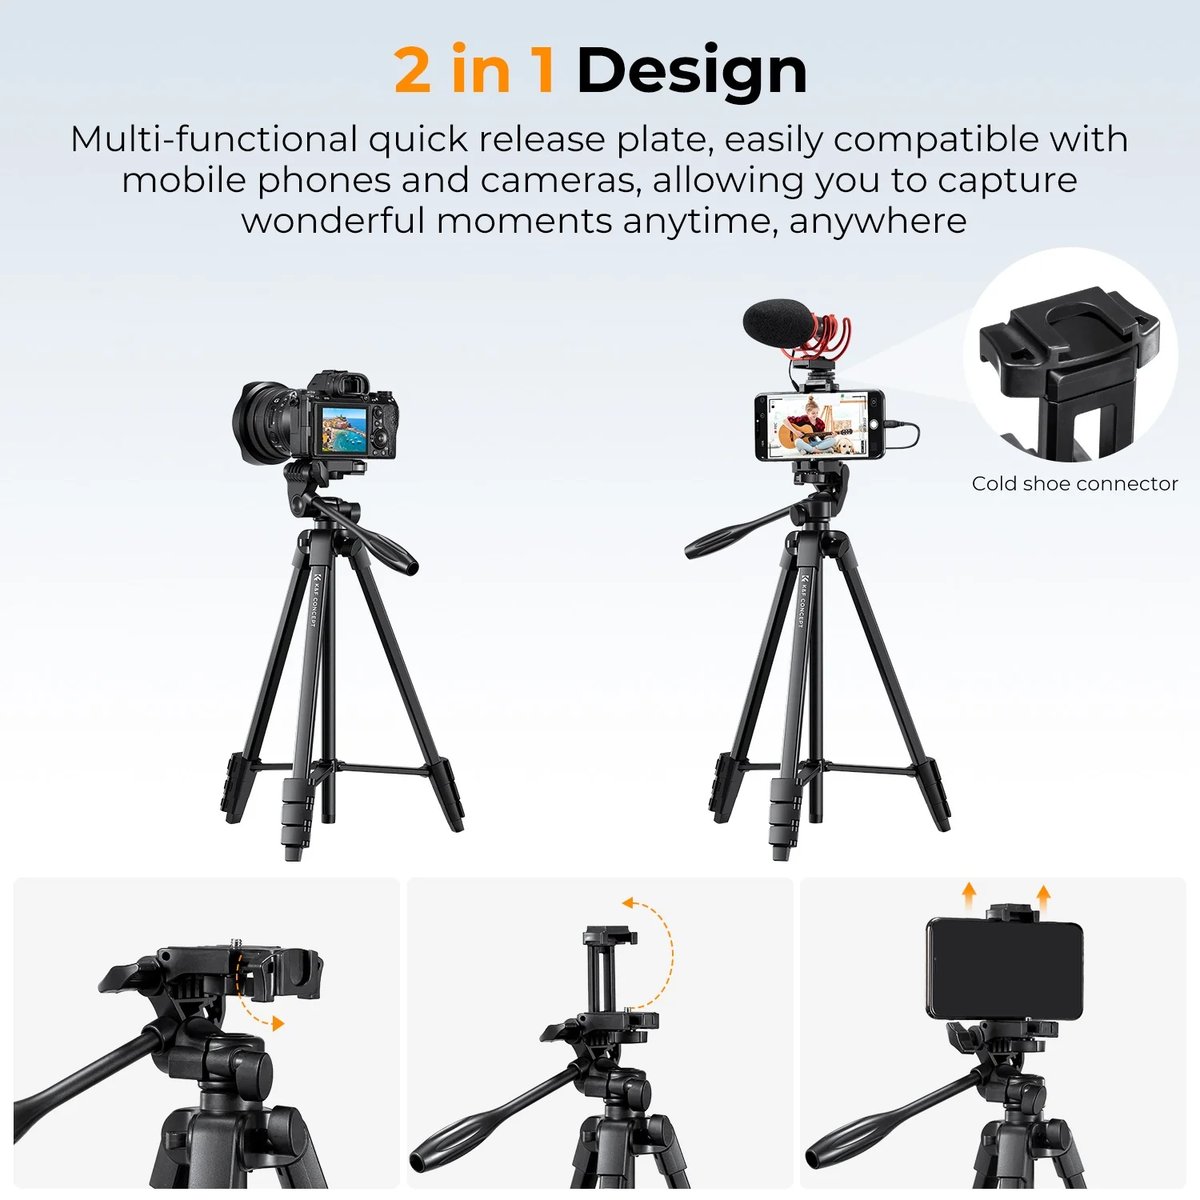 2 in 1 Design
Multi-functional quick release plate, easily compatible with
mobile phones and cameras, allowing you to capture
wonderful moments anytime, anywhere
Cold shoe connector
K&F CONCEPT
K&F CONCEPT